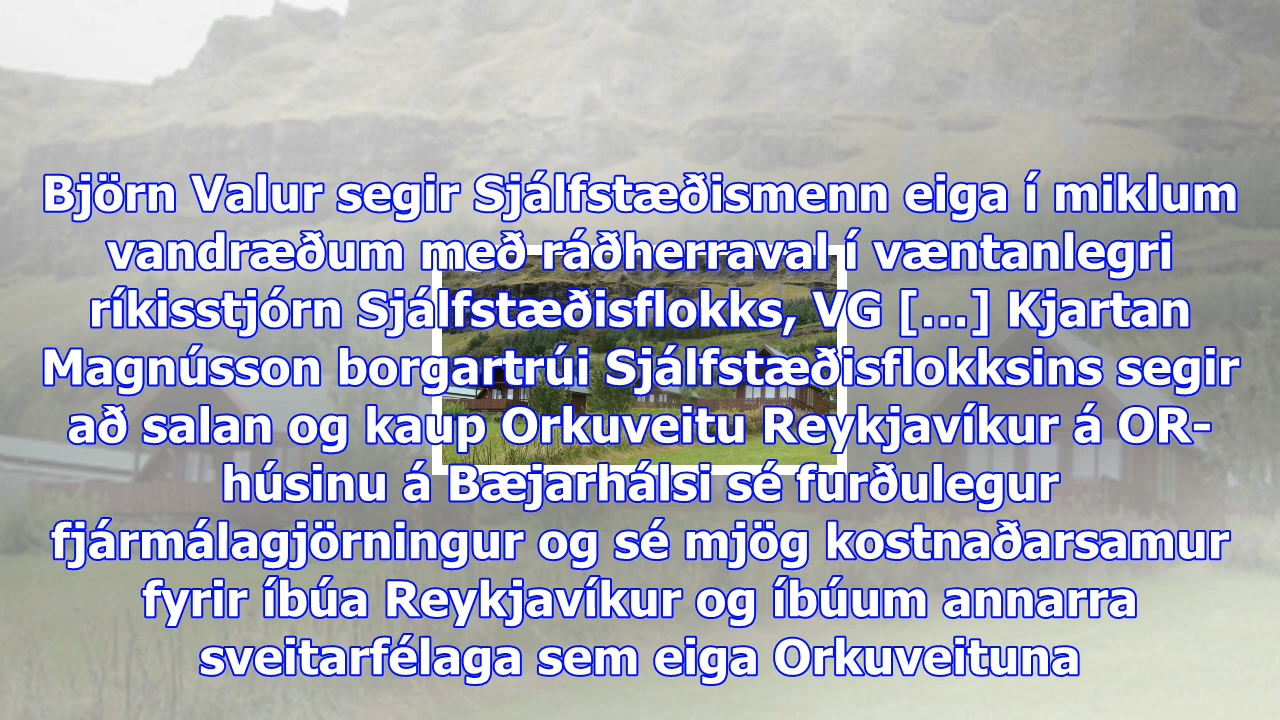 Björn Valur segir Sjálfstæðismenn eiga í miklum
vandræðum með ráðherraval í væntanlegri
ríkisstjórn Sjálfstæðisflokks, VG [...] Kjartan
Magnússon borgartrúi Sjálfstæðisflokksins segir
að salan og kaup Orkuveitu Reykjavíkur á OR-
húsinu á Bæjarhálsi sé furðulegur
fjármálagjörningur og sé mjög kostnaðarsamur
fyrir íbúa Reykjavíkur og íbúum annarra
sveitarfélaga sem eiga Orkuveituna